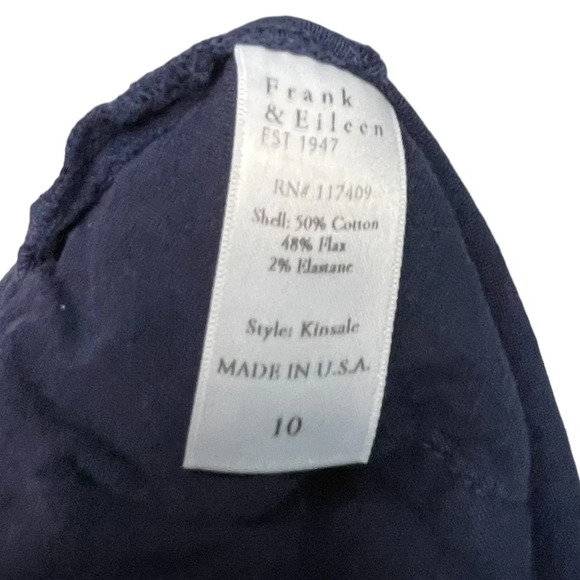 Frank
& Eileen
EST 1947
RN# 117409
Shell: 50% Cotton
48% Flax
2% Elastane
Style: Kinsale
MADE IN U.S.A.
10